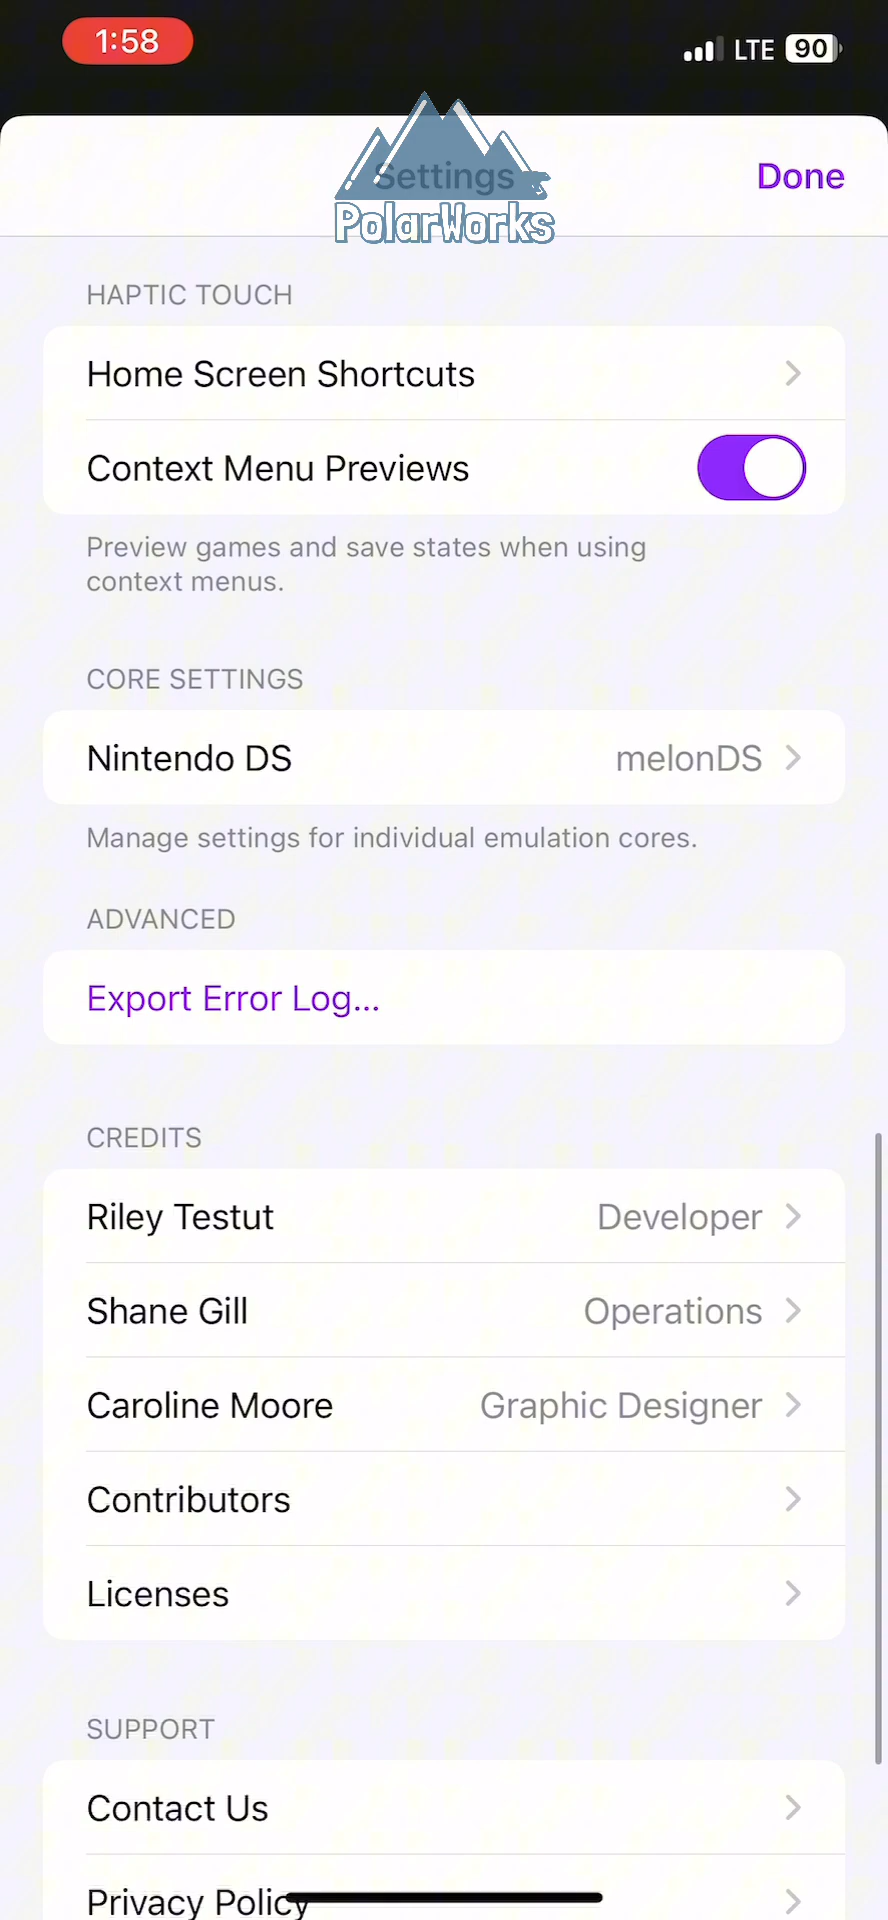 1:58
LTE 90
Settings
Done
PolarWorks
HAPTIC TOUCH
Home Screen Shortcuts
Context Menu Previews
Preview games and save states when using
context menus.
CORE SETTINGS
Nintendo DS melonDS
Manage settings for individual emulation cores.
ADVANCED
Export Error Log...
CREDITS
Riley Testut Developer
Shane Gill Operations
Caroline Moore Graphic Designer
Contributors
Licenses
SUPPORT
Contact Us
Privacy Policy